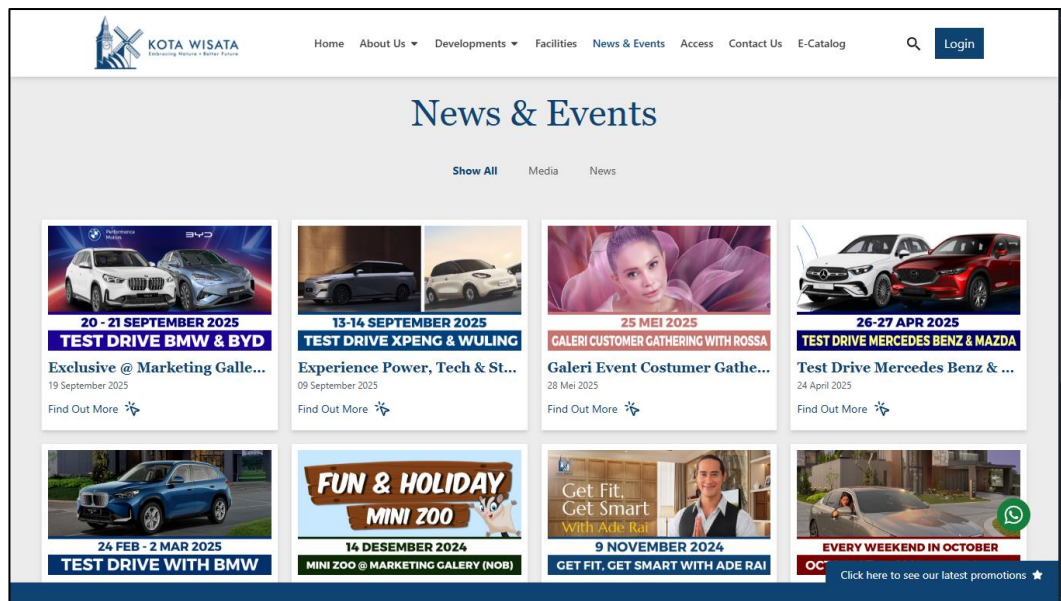 KOTA WISATA
Embracing Nature • Better Future
Home About Us Developments Facilities News & Events Access Contact Us E-Catalog
Login
News & Events
Show All Media News
Performance Motors
BYD
20 - 21 SEPTEMBER 2025
TEST DRIVE BMW & BYD
Exclusive @ Marketing Galle...
19 September 2025
Find Out More
13-14 SEPTEMBER 2025
TEST DRIVE XPENG & WULING
Experience Power, Tech & St...
09 September 2025
Find Out More
25 MEI 2025
GALERI CUSTOMER GATHERING WITH ROSSA
Galeri Event Costumer Gathe...
28 Mei 2025
Find Out More
26-27 APR 2025
TEST DRIVE MERCEDES BENZ & MAZDA
Test Drive Mercedes Benz & ...
24 April 2025
Find Out More
24 FEB - 2 MAR 2025
TEST DRIVE WITH BMW
FUN & HOLIDAY
MINI ZOO
14 DESEMBER 2024
MINI ZOO @ MARKETING GALERY (NOB)
Get Fit,
Get Smart
With Ade Rai
9 NOVEMBER 2024
GET FIT, GET SMART WITH ADE RAI
EVERY WEEKEND IN OCTOBER
Click here to see our latest promotions